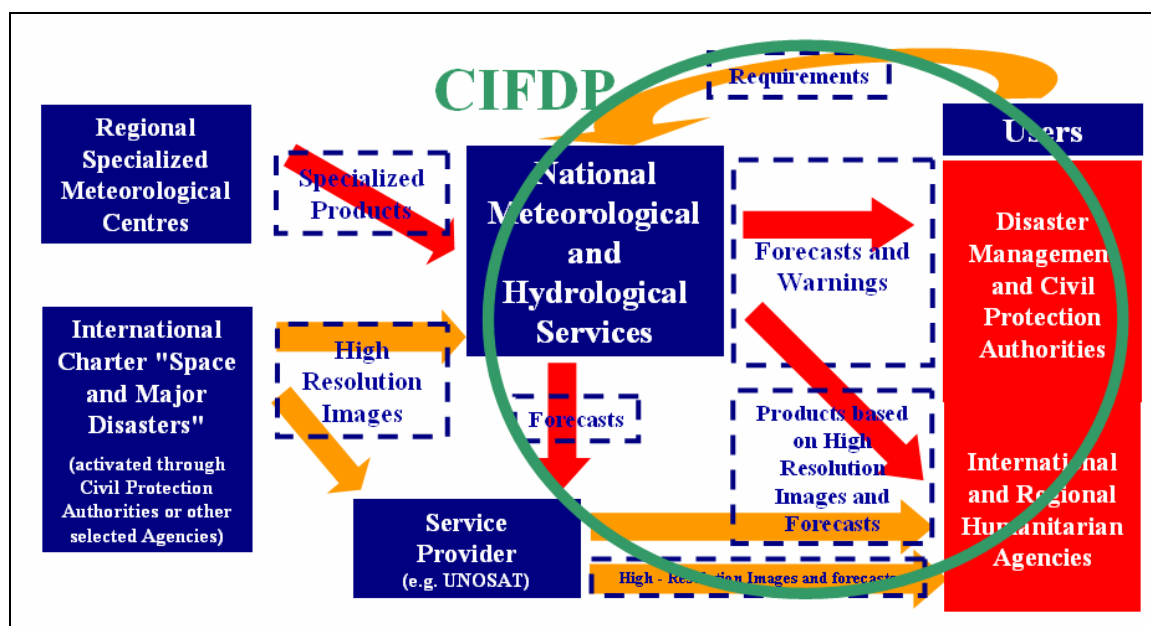 CIFDP
Requirements
Regional
Specialized
Meteorological
Centres
Specialized
Products
National
Meteorological
and
Hydrological
Services
Forecasts and
Warnings
Users
Disaster
Management
and Civil
Protection
Authorities
International
Charter "Space
and Major
Disasters"
(activated through
Civil Protection
Authorities or other
selected Agencies)
High
Resolution
Images
Forecasts
Products based
on High
Resolution
Images and
Forecasts
International
and Regional
Humanitarian
Agencies
Service
Provider
(e.g. UNOSAT)
High - Resolution Images and forecasts